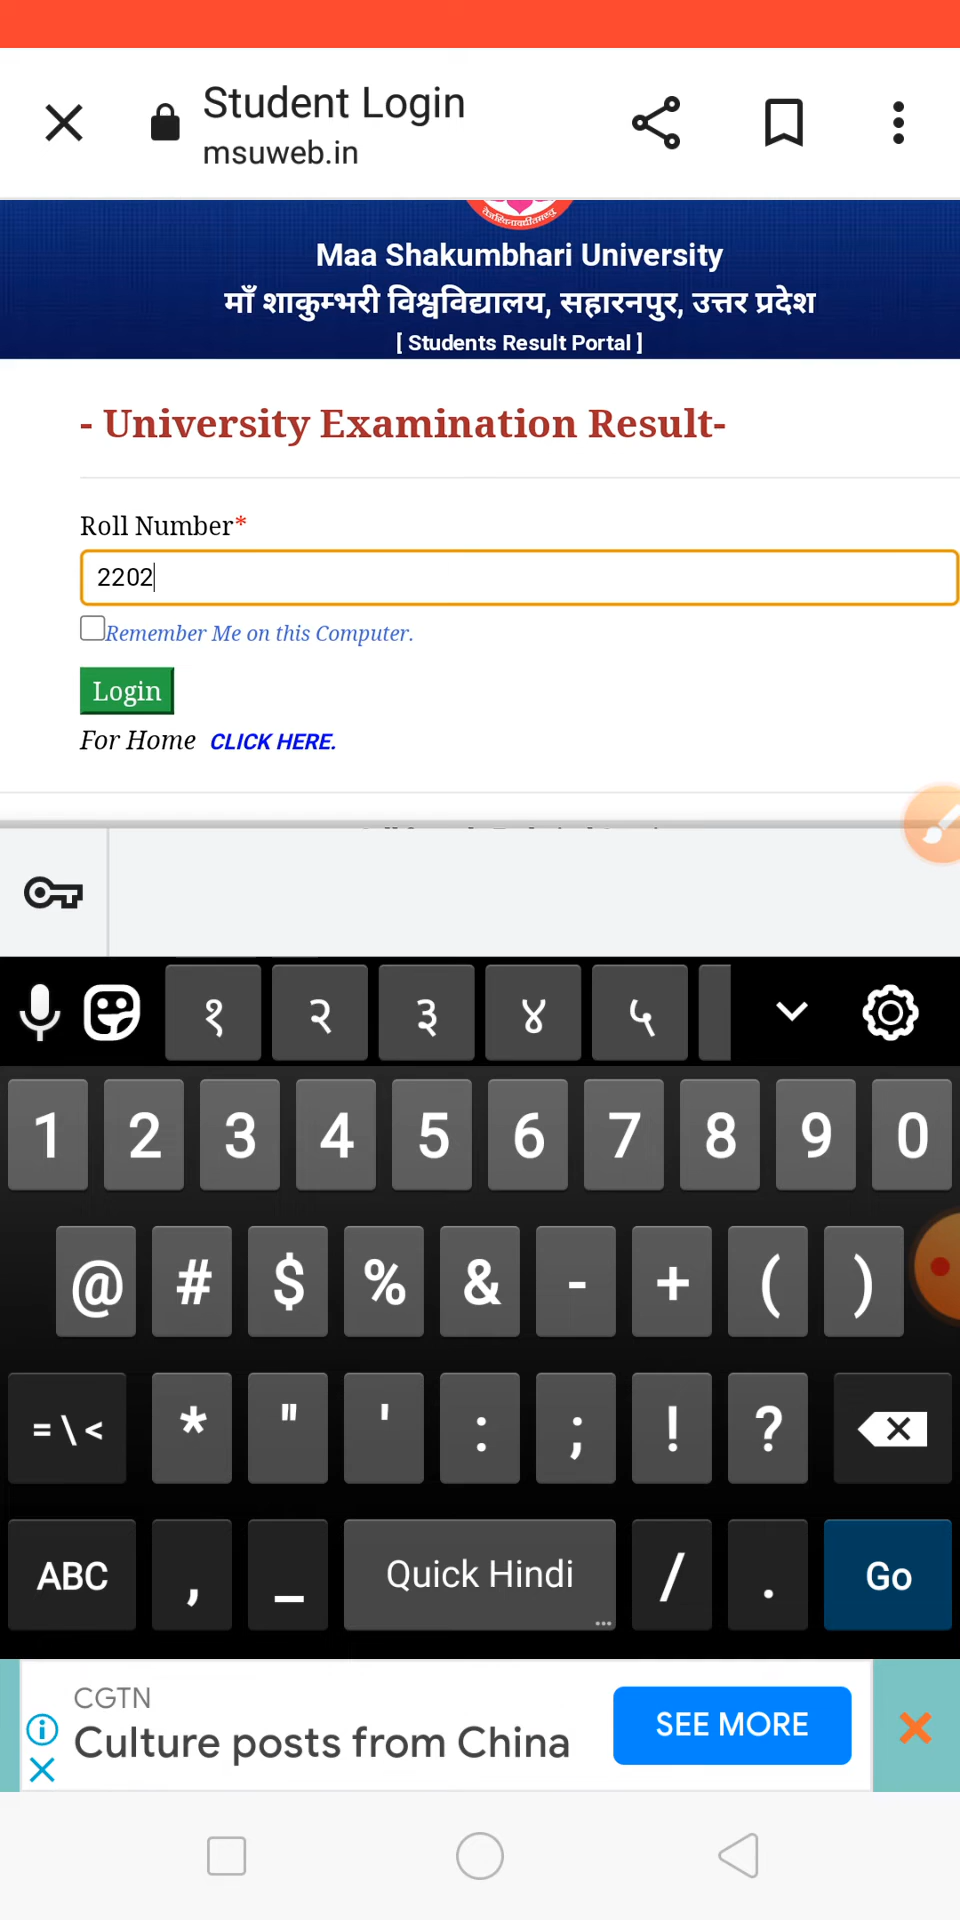 Student Login
msuweb.in
तेजस्विनावधीतमस्तु
Maa Shakumbhari University
माँ शाकुम्भरी विश्वविद्यालय, सहारनपुर, उत्तर प्रदेश
[ Students Result Portal ]
- University Examination Result-
Roll Number*
2202
Remember Me on this Computer.
Login
For Home CLICK HERE.
१ २ ३ ४ ५
1 2 3 4 5 6 7 8 9 0
@ # $ % & - + ( )
= \ < * " ' : ; ! ?
ABC , _ Quick Hindi / . Go
CGTN
Culture posts from China
SEE MORE